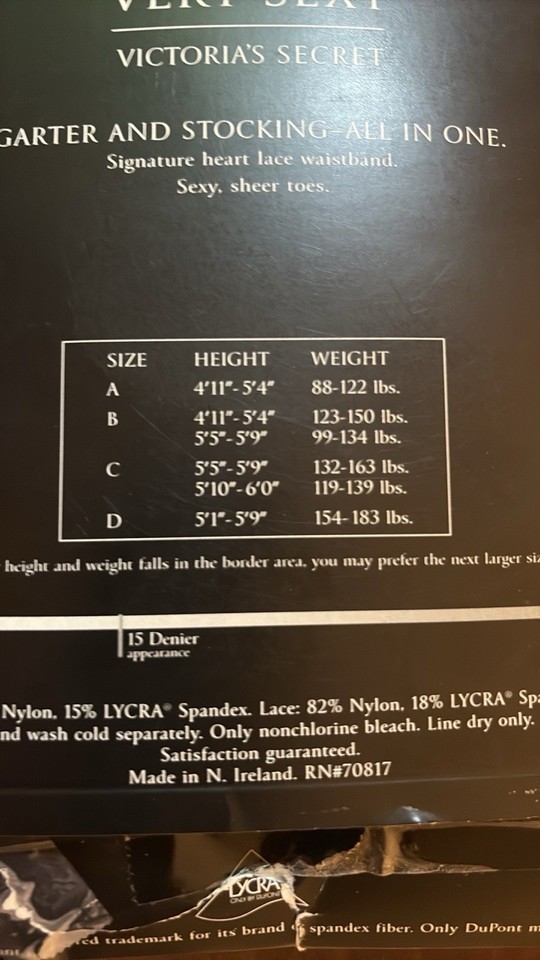 VERY SEXY
VICTORIA'S SECRET
GARTER AND STOCKING–ALL IN ONE.
Signature heart lace waistband.
Sexy, sheer toes.
SIZE HEIGHT WEIGHT
A 4'11"-5'4" 88-122 lbs.
B 4'11"-5'4" 123-150 lbs.
5'5"-5'9" 99-134 lbs.
C 5'5"-5'9" 132-163 lbs.
5'10"-6'0" 119-139 lbs.
D 5'1"-5'9" 154-183 lbs.
height and weight falls in the border area, you may prefer the next larger
15 Denier
appearance
Nylon, 15% LYCRA® Spandex. Lace: 82% Nylon, 18% LYCRA®
wash cold separately. Only nonchlorine bleach. Line dry only.
Satisfaction guaranteed.
Made in N. Ireland. RN#70817
LYCRA
ONLY BY DUPONT
trademark for its brand spandex fiber. Only DuPont